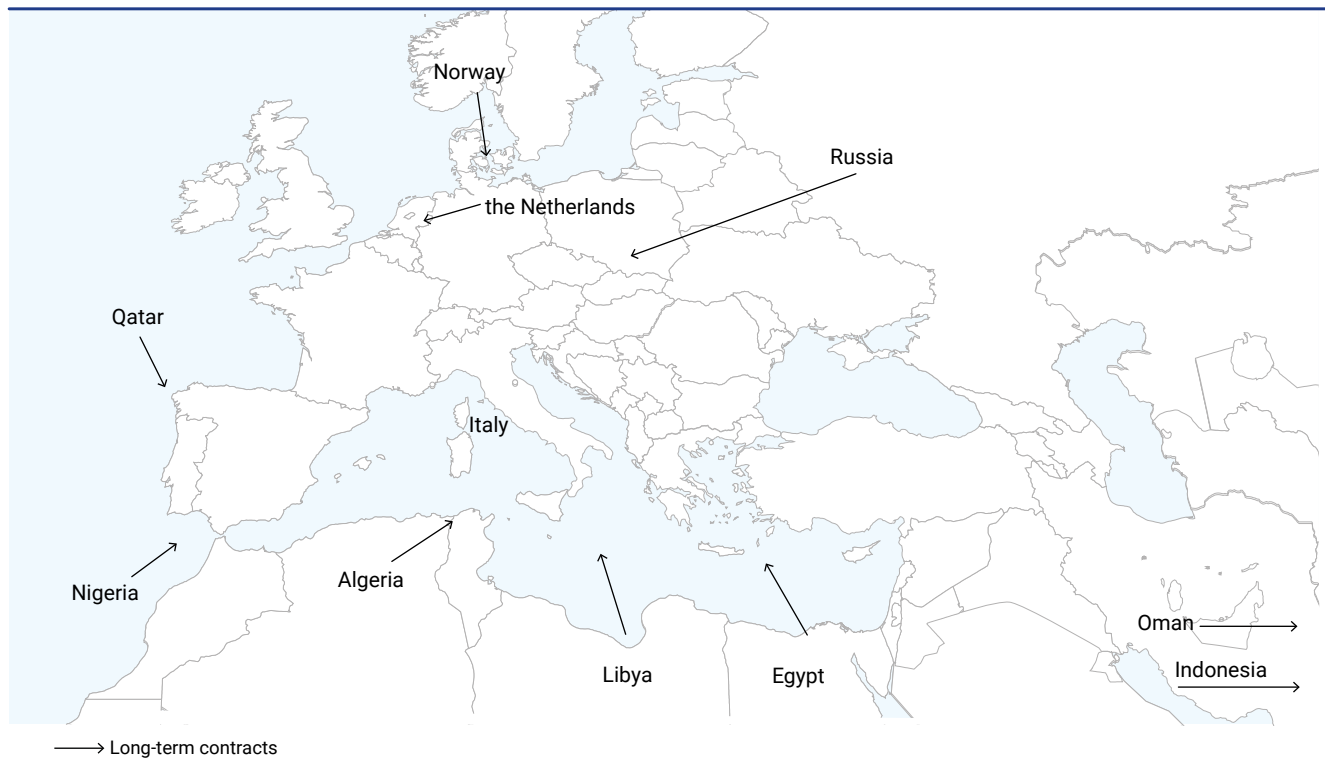 Norway
Russia
the Netherlands
Qatar
Italy
Algeria
Nigeria
Oman
Indonesia
Libya
Egypt
Long-term contracts